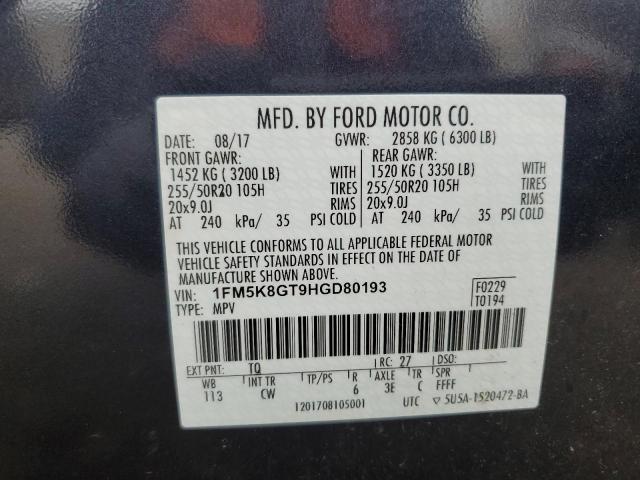 MFD. BY FORD MOTOR CO.
DATE: 08/17 GVWR: 2858 KG ( 6300 LB)
FRONT GAWR: REAR GAWR:
1452 KG ( 3200 LB) WITH 1520 KG ( 3350 LB) WITH
255/50R20 105H TIRES 255/50R20 105H TIRES
20x9.0J RIMS 20x9.0J RIMS
AT 240 kPa/ 35 PSI COLD AT 240 kPa/ 35 PSI COLD
THIS VEHICLE CONFORMS TO ALL APPLICABLE FEDERAL MOTOR
VEHICLE SAFETY STANDARDS IN EFFECT ON THE DATE OF
MANUFACTURE SHOWN ABOVE.
VIN: 1FM5K8GT9HGD80193 F0229
TYPE: MPV T0194
EXT PNT: TQ RC: 27 DSO:
WB INT TR TP/PS R AXLE TR SPR
113 CW 6 3E C FFFF
1201708105001 UTC 5U5A-1520472-BA